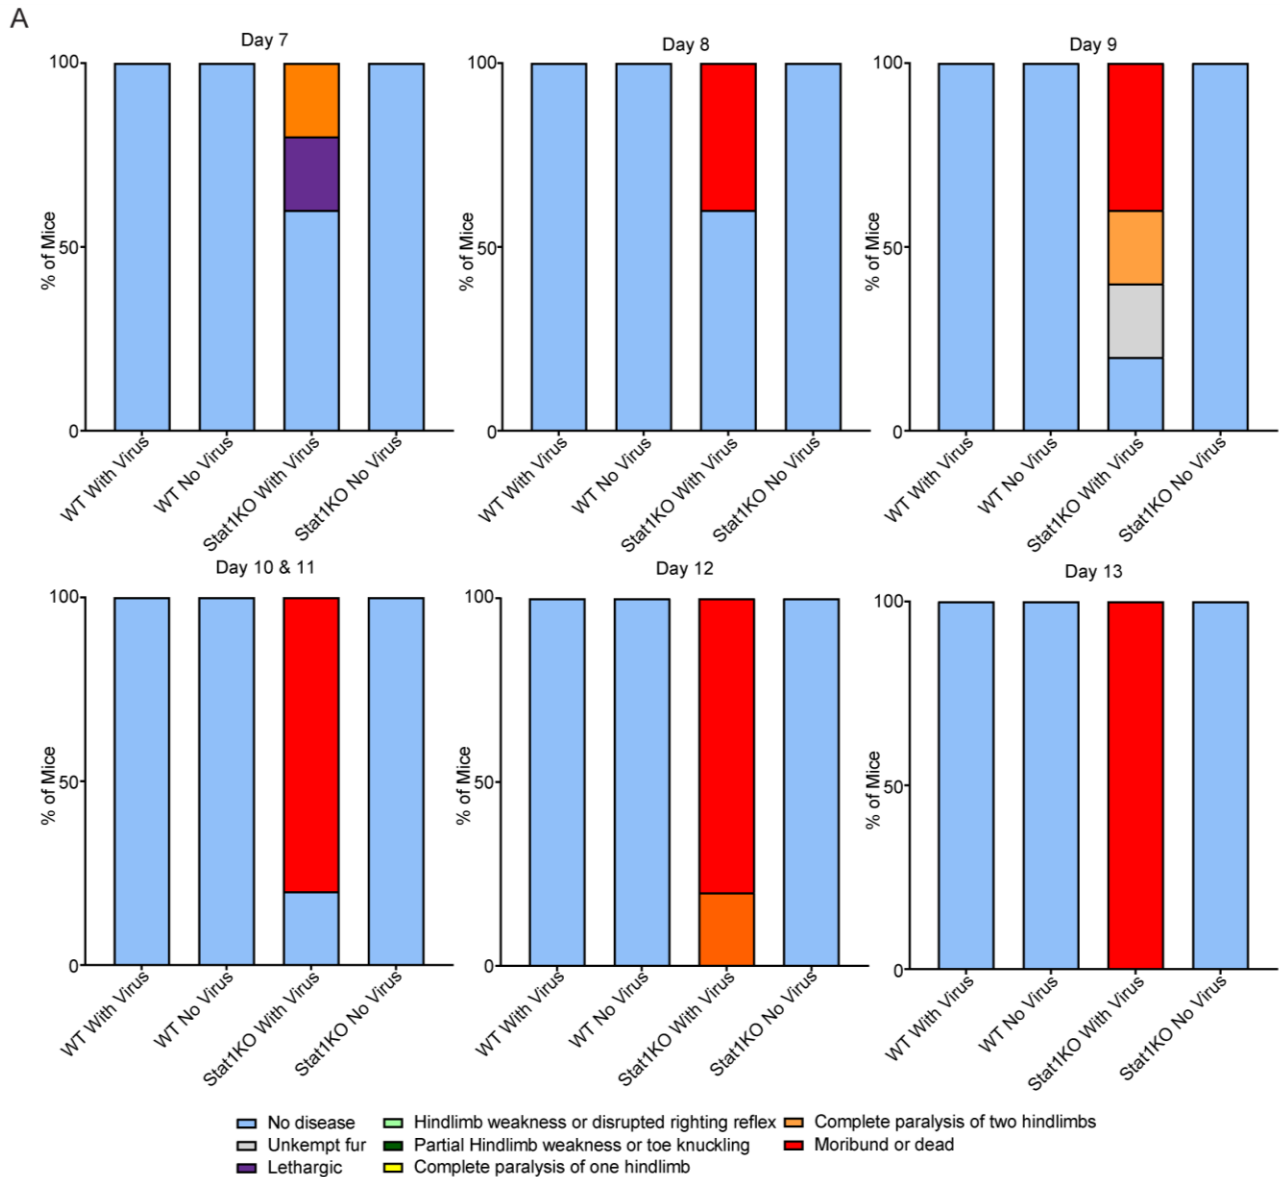 A
Day 7
Day 8
Day 9
100
50
0
% of Mice
WT With Virus
WT No Virus
Stat1KO With Virus
Stat1KO No Virus
100
50
0
% of Mice
WT With Virus
WT No Virus
Stat1KO With Virus
Stat1KO No Virus
100
50
0
% of Mice
WT With Virus
WT No Virus
Stat1KO With Virus
Stat1KO No Virus
Day 10 & 11
Day 12
Day 13
100
50
0
% of Mice
WT With Virus
WT No Virus
Stat1KO With Virus
Stat1KO No Virus
100
50
0
% of Mice
WT With Virus
WT No Virus
Stat1KO With Virus
Stat1KO No Virus
100
50
0
% of Mice
WT With Virus
WT No Virus
Stat1KO With Virus
Stat1KO No Virus
No disease
Unkempt fur
Lethargic
Hindlimb weakness or disrupted righting reflex
Partial Hindlimb weakness or toe knuckling
Complete paralysis of one hindlimb
Complete paralysis of two hindlimbs
Moribund or dead